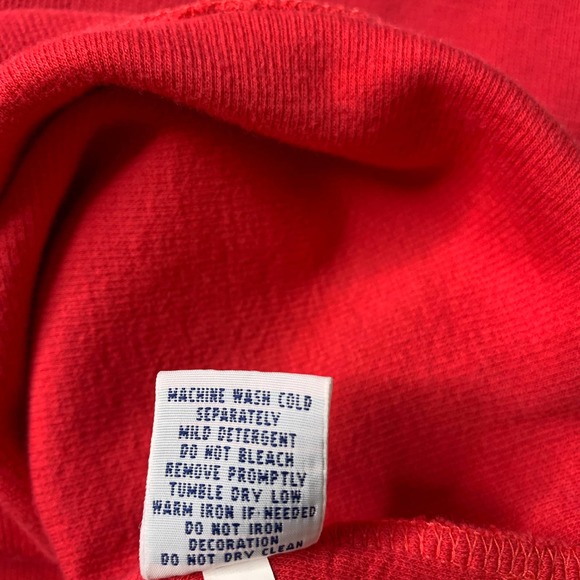 MACHINE WASH COLD
SEPARATELY
MILD DETERGENT
DO NOT BLEACH
REMOVE PROMPTLY
TUMBLE DRY LOW
WARM IRON IF NEEDED
DO NOT IRON
DECORATION
DO NOT DRY CLEAN